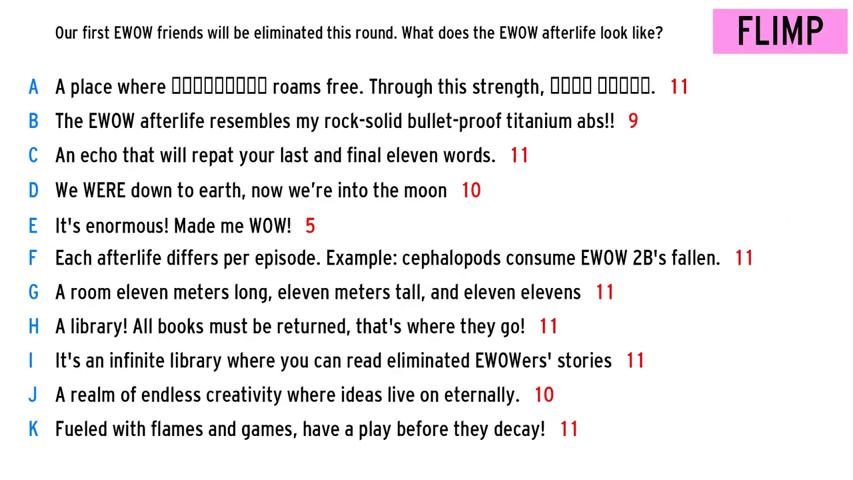 Our first EWOW friends will be eliminated this round. What does the EWOW afterlife look like?
FLIMP
A A place where roams free. Through this strength, . 11
B The EWOW afterlife resembles my rock-solid bullet-proof titanium abs!! 9
C An echo that will repat your last and final eleven words. 11
D We WERE down to earth, now we're into the moon 10
E It's enormous! Made me WOW! 5
F Each afterlife differs per episode. Example: cephalopods consume EWOW 2B's fallen. 11
G A room eleven meters long, eleven meters tall, and eleven elevens 11
H A library! All books must be returned, that's where they go! 11
I It's an infinite library where you can read eliminated EWOWers' stories 11
J A realm of endless creativity where ideas live on eternally. 10
K Fueled with flames and games, have a play before they decay! 11